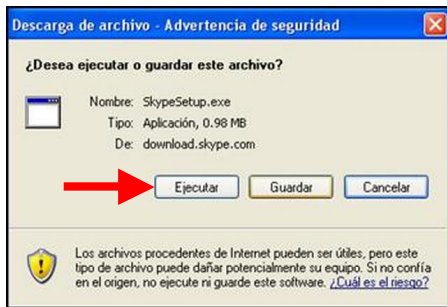 Descarga de archivo - Advertencia de seguridad
¿Desea ejecutar o guardar este archivo?
Nombre: SkypeSetup.exe
Tipo: Aplicación, 0.98 MB
De: download.skype.com
Ejecutar Guardar Cancelar
Los archivos procedentes de Internet pueden ser útiles, pero este
tipo de archivo puede dañar potencialmente su equipo. Si no confía
en el origen, no ejecute ni guarde este software. ¿Cuál es el riesgo?